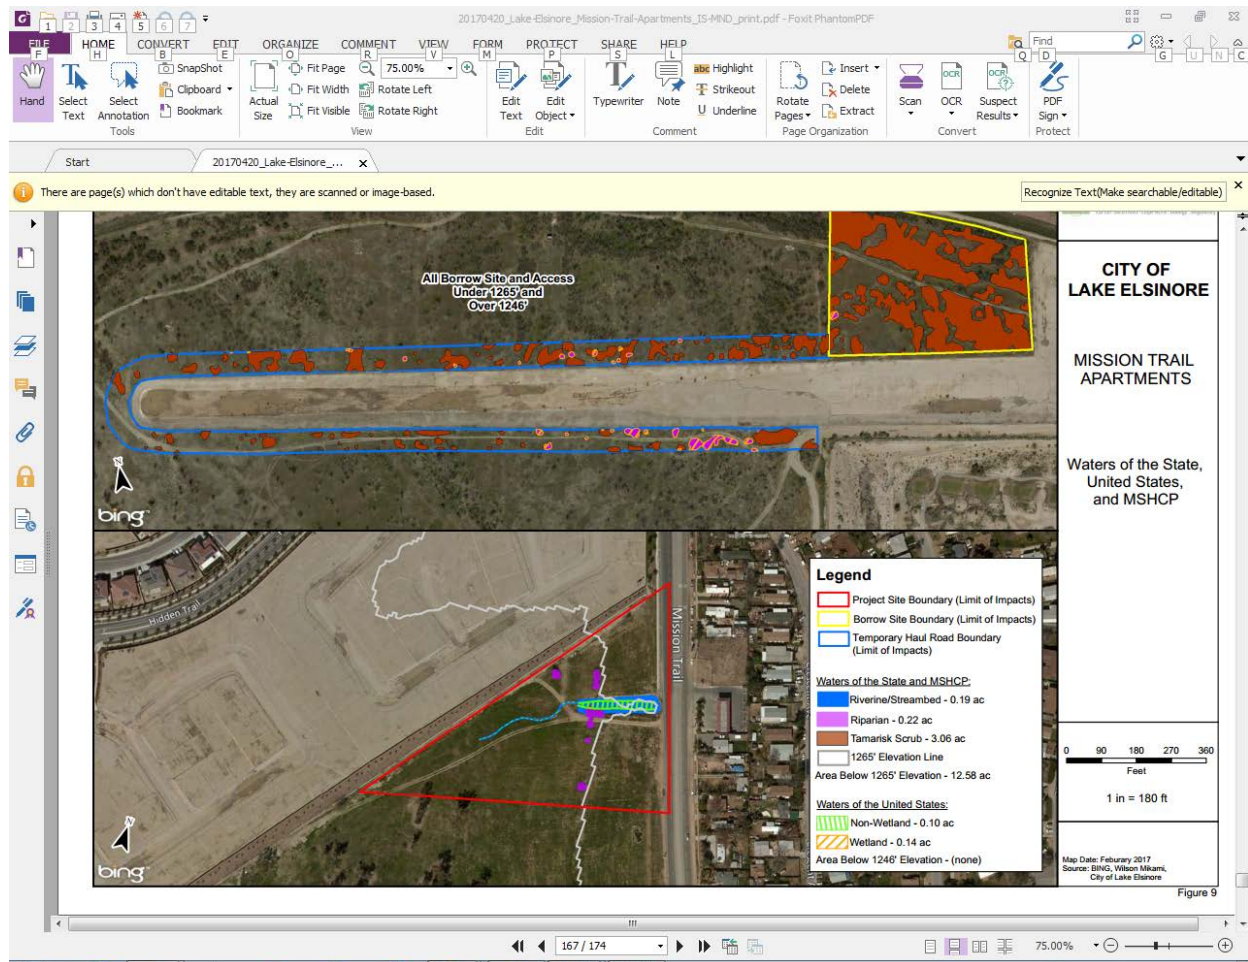 20170420_Lake-Elsinore_Mission-Trail-Apartments_IS-MND_print.pdf - Foxit PhantomPDF
1 2 3 4 5 6 7
FILE HOME CONVERT EDIT ORGANIZE COMMENT VIEW FORM PROTECT SHARE HELP Find
F H B E O R V M P S L Q D G U N C
Hand
Select Text
Select Annotation
SnapShot
Clipboard
Bookmark
Tools
Actual Size
Fit Page
Fit Width
Fit Visible
75.00%
Rotate Left
Rotate Right
View
Edit Text
Edit Object
Edit
Typewriter
Note
abc Highlight
T Strikeout
U Underline
Comment
Rotate Pages
Insert
Delete
Extract
Page Organization
Scan
OCR OCR
OCR Suspect Results
Convert
PDF Sign
Protect
Start 20170420_Lake-Elsinore_... x
There are page(s) which don't have editable text, they are scanned or image-based.
Recognize Text(Make searchable/editable)
All Borrow Site and Access
Under 1265' and
Over 1246'
N
bing
Hidden Trail
Mission Trail
N
bing
Legend
Project Site Boundary (Limit of Impacts)
Borrow Site Boundary (Limit of Impacts)
Temporary Haul Road Boundary
(Limit of Impacts)
Waters of the State and MSHCP:
Riverine/Streambed - 0.19 ac
Riparian - 0.22 ac
Tamarisk Scrub - 3.06 ac
1265' Elevation Line
Area Below 1265' Elevation - 12.58 ac
Waters of the United States:
Non-Wetland - 0.10 ac
Wetland - 0.14 ac
Area Below 1246' Elevation - (none)
CITY OF
LAKE ELSINORE
MISSION TRAIL
APARTMENTS
Waters of the State,
United States,
and MSHCP
0 90 180 270 360
Feet
1 in = 180 ft
Map Date: Feburary 2017
Source: BING, Wilson Mikami,
City of Lake Elsinore
Figure 9
167 / 174
75.00%